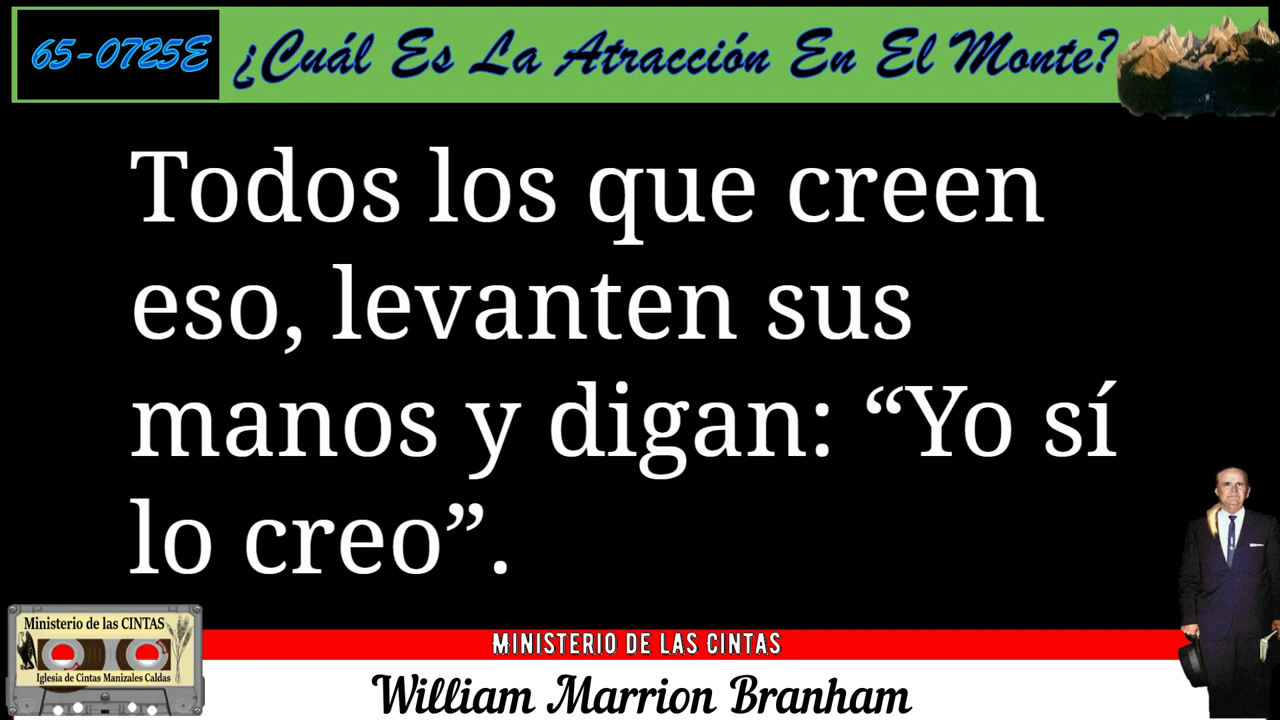 65-0725E ¿Cuál Es La Atracción En El Monte?
Todos los que creen
eso, levanten sus
manos y digan: “Yo sí
lo creo”.
Ministerio de las CINTAS
Iglesia de Cintas Manizales Caldas
MINISTERIO DE LAS CINTAS
William Marrion Branham